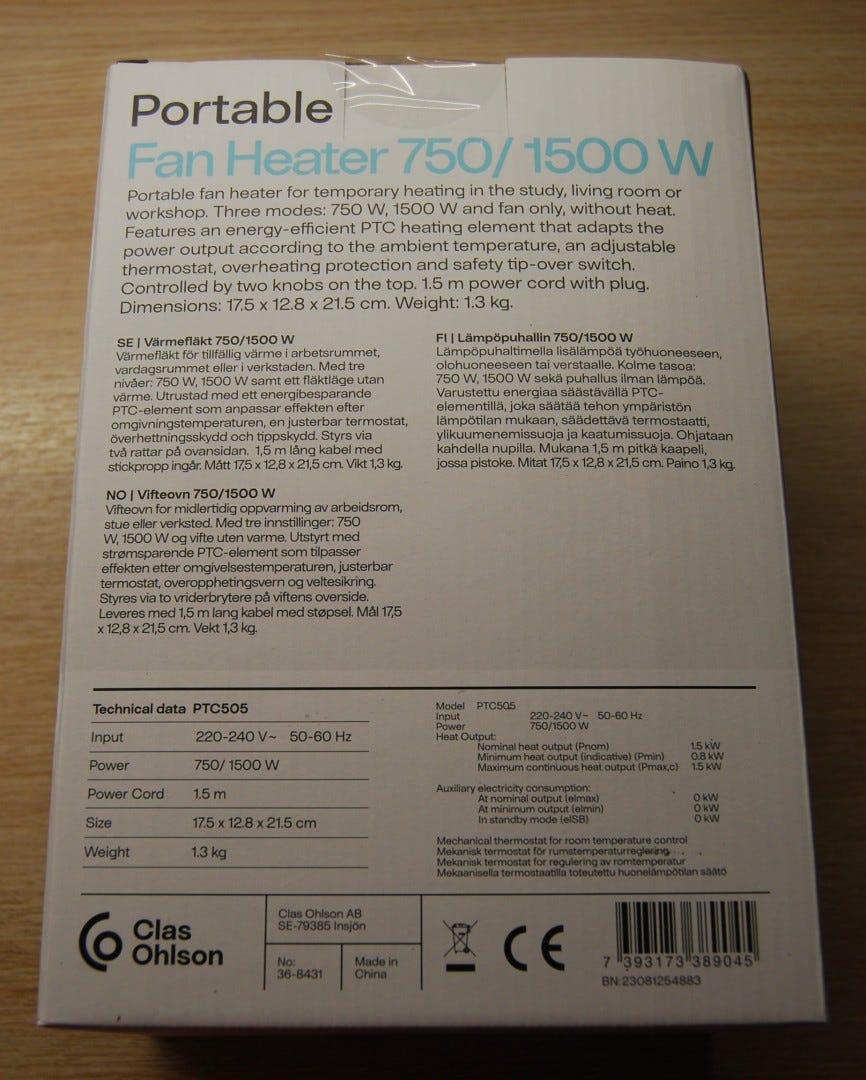 Portable
Fan Heater 750/ 1500 W
Portable fan heater for temporary heating in the study, living room or
workshop. Three modes: 750 W, 1500 W and fan only, without heat.
Features an energy-efficient PTC heating element that adapts the
power output according to the ambient temperature, an adjustable
thermostat, overheating protection and safety tip-over switch.
Controlled by two knobs on the top. 1.5 m power cord with plug.
Dimensions: 17.5 x 12.8 x 21.5 cm. Weight: 1.3 kg.
SE | Värmefläkt 750/1500 W
Värmefläkt för tillfällig värme i arbetsrummet,
vardagsrummet eller i verkstaden. Med tre
nivåer: 750 W, 1500 W samt ett fläktläge utan
värme. Utrustad med ett energibesparande
PTC-element som anpassar effekten efter
omgivningstemperaturen, en justerbar termostat,
överhettningsskydd och tippskydd. Styrs via
två rattar på ovansidan. 1,5 m lång kabel med
stickpropp ingår. Mått 17,5 x 12,8 x 21,5 cm. Vikt 1,3 kg.
FI | Lämpöpuhallin 750/1500 W
Lämpöpuhaltimella lisälämpöä työhuoneeseen,
olohuoneeseen tai verstaalle. Kolme tasoa:
750 W, 1500 W sekä puhallus ilman lämpöä.
Varustettu energiaa säästävällä PTC-
elementillä, joka säätää tehon ympäristön
lämpötilan mukaan, säädettävä termostaatti,
ylikuumenemissuoja ja kaatumissuoja. Ohjataan
kahdella nupilla. Mukana 1,5 m pitkä kaapeli,
jossa pistoke. Mitat 17,5 x 12,8 x 21,5 cm. Paino 1,3 kg.
NO | Vifteovn 750/1500 W
Vifteovn for midlertidig oppvarming av arbeidsrom,
stue eller verksted. Med tre innstillinger: 750
W, 1500 W og vifte uten varme. Utstyrt med
strømsparende PTC-element som tilpasser
effekten etter omgivelsestemperaturen, justerbar
termostat, overopphetingsvern og veltesikring.
Styres via to vriderbrytere på viftens overside.
Leveres med 1,5 m lang kabel med støpsel. Mål 17,5
x 12,8 x 21,5 cm. Vekt 1,3 kg.
Technical data PTC505
Input 220-240 V~ 50-60 Hz
Power 750/ 1500 W
Power Cord 1.5 m
Size 17.5 x 12.8 x 21.5 cm
Weight 1.3 kg
Model PTC505
Input 220-240 V~ 50-60 Hz
Power 750/1500 W
Heat Output:
Nominal heat output (Pnom) 1.5 kW
Minimum heat output (indicative) (Pmin) 0.8 kW
Maximum continuous heat output (Pmax,c) 1.5 kW
Auxiliary electricity consumption:
At nominal output (elmax) 0 kW
At minimum output (elmin) 0 kW
In standby mode (elSB) 0 kW
Mechanical thermostat for room temperature control
Mekanisk termostat för rumstemperaturreglering
Mekanisk termostat for regulering av romtemperatur
Mekaanisella termostaatilla toteutettu huonelämpötilan säätö
Clas
Ohlson
Clas Ohlson AB
SE-79385 Insjön
No:
36-8431
Made in
China
CE
7 393173 389045
BN:23081254883